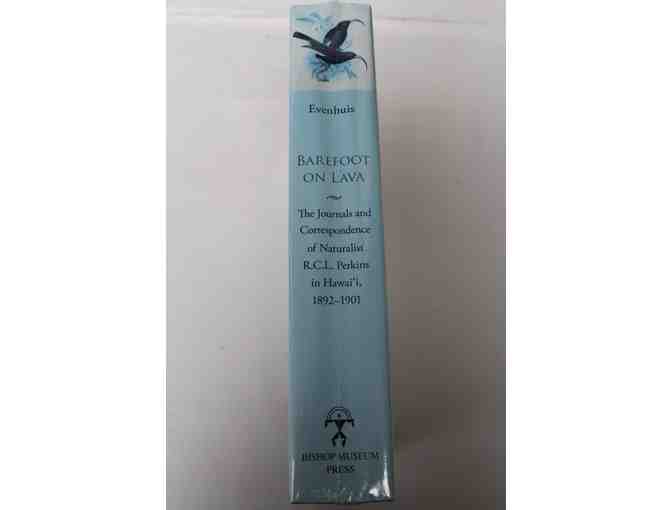 Evenhuis
BAREFOOT
ON LAVA
The Journals and
Correspondence
of Naturalist
R.C.L. Perkins
in Hawai‘i,
1892–1901
BISHOP MUSEUM
PRESS